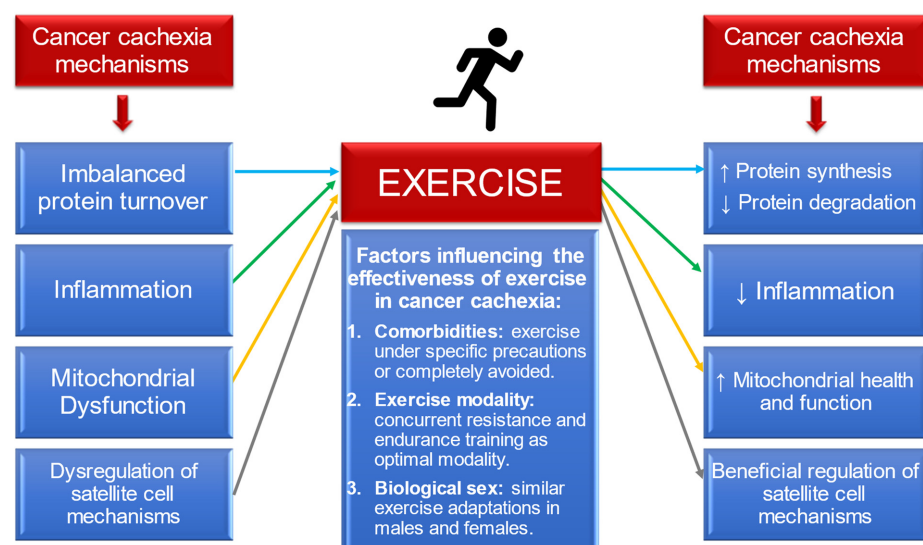 Cancer cachexia
mechanisms
Imbalanced
protein turnover
Inflammation
Mitochondrial
Dysfunction
Dysregulation of
satellite cell
mechanisms
EXERCISE
Factors influencing the
effectiveness of exercise
in cancer cachexia:
1. Comorbidities: exercise
under specific precautions
or completely avoided.
2. Exercise modality:
concurrent resistance and
endurance training as
optimal modality.
3. Biological sex: similar
exercise adaptations in
males and females.
Cancer cachexia
mechanisms
↑ Protein synthesis
↓ Protein degradation
↓ Inflammation
↑ Mitochondrial health
and function
Beneficial regulation of
satellite cell
mechanisms